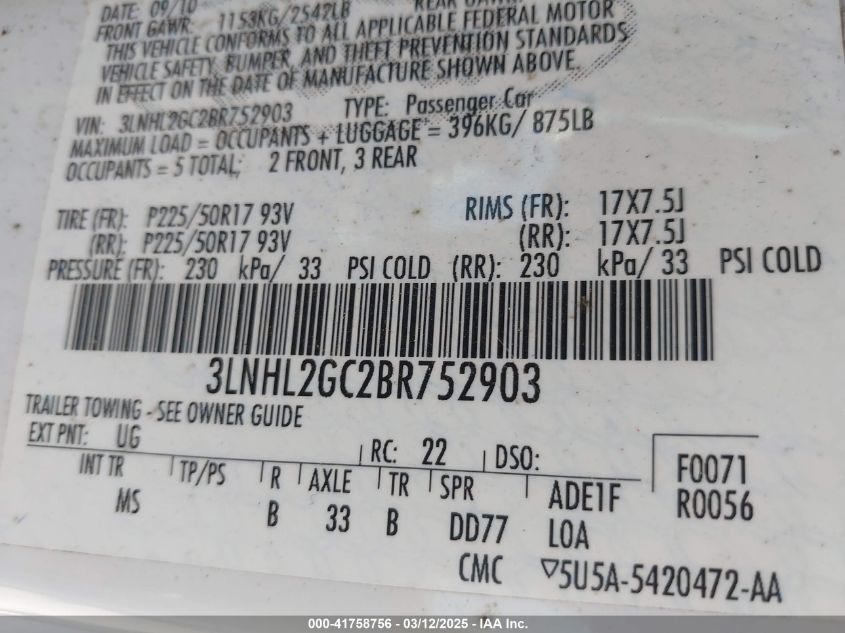 DATE: 09/10
FRONT GAWR: 1153KG/2542LB REAR GAWR:
THIS VEHICLE CONFORMS TO ALL APPLICABLE FEDERAL MOTOR
VEHICLE SAFETY, BUMPER, AND THEFT PREVENTION STANDARDS
IN EFFECT ON THE DATE OF MANUFACTURE SHOWN ABOVE.
VIN: 3LNHL2GC2BR752903 TYPE: Passenger Car
MAXIMUM LOAD = OCCUPANTS + LUGGAGE = 396KG/ 875LB
OCCUPANTS = 5 TOTAL; 2 FRONT, 3 REAR
TIRE (FR): P225/50R17 93V RIMS (FR): 17X7.5J
(RR): P225/50R17 93V (RR): 17X7.5J
PRESSURE (FR): 230 kPa/ 33 PSI COLD (RR): 230 kPa/ 33 PSI COLD
3LNHL2GC2BR752903
TRAILER TOWING - SEE OWNER GUIDE
EXT PNT: UG RC: 22 DSO: F0071
INT TR TP/PS R AXLE TR SPR ADE1F R0056
MS B 33 B DD77 LOA
CMC ▽5U5A-5420472-AA
000-41758756 - 03/12/2025 - IAA Inc.